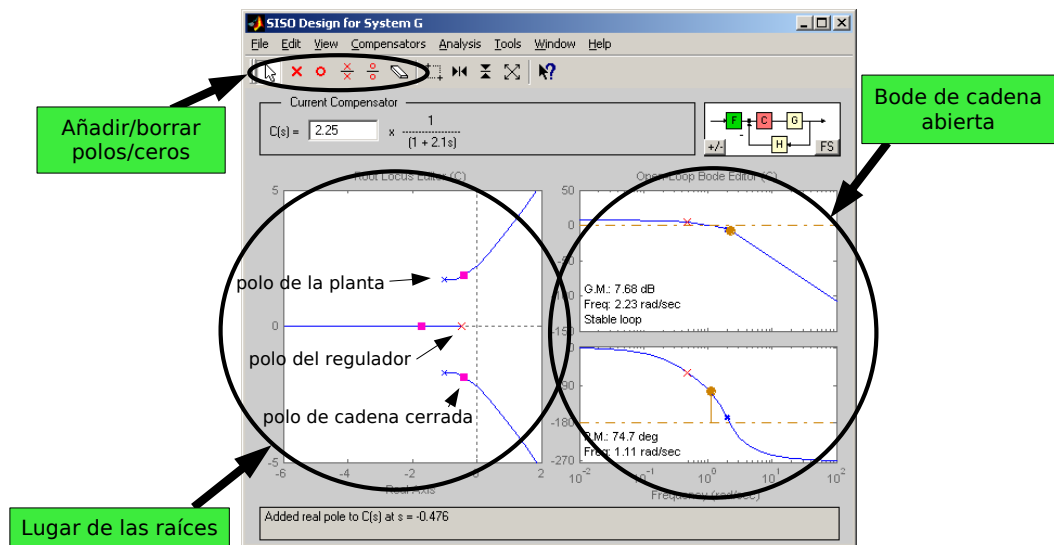 SISO Design for System G
File Edit View Compensators Analysis Tools Window Help
Añadir/borrar
polos/ceros
Bode de cadena
abierta
Current Compensator
C(s) = 2.25 x 1
(1 + 2.1s)
F C G
H
+/- FS
Root Locus Editor (C)
Open-Loop Bode Editor (C)
5
0
-5
-6 -4 -2 0 2
Real Axis
polo de la planta
polo del regulador
polo de cadena cerrada
50
0
-50
-100
-150
G.M.: 7.68 dB
Freq: 2.23 rad/sec
Stable loop
0
-90
-180
-270
P.M.: 74.7 deg
Freq: 1.11 rad/sec
10-2 10-1 100 101 102
Frequency (rad/sec)
Lugar de las raíces
Added real pole to C(s) at s = -0.476